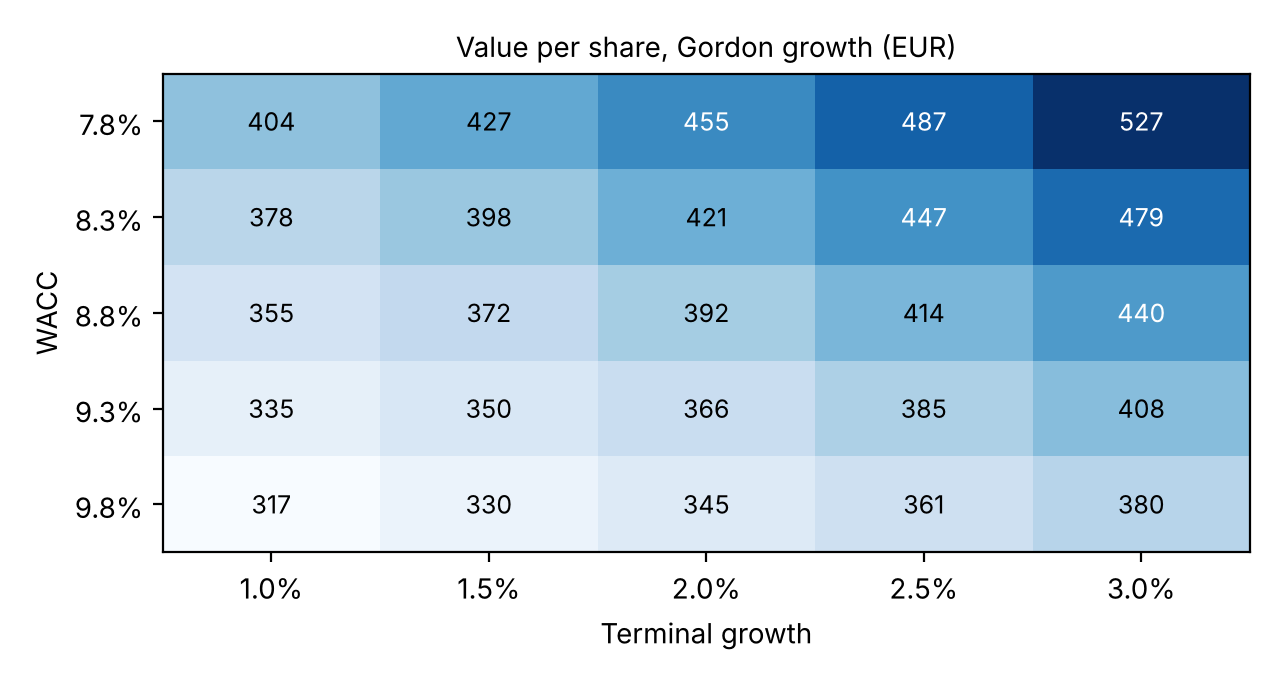 Value per share, Gordon growth (EUR)
7.8% 404 427 455 487 527
8.3% 378 398 421 447 479
8.8% 355 372 392 414 440
9.3% 335 350 366 385 408
9.8% 317 330 345 361 380
WACC
1.0% 1.5% 2.0% 2.5% 3.0%
Terminal growth